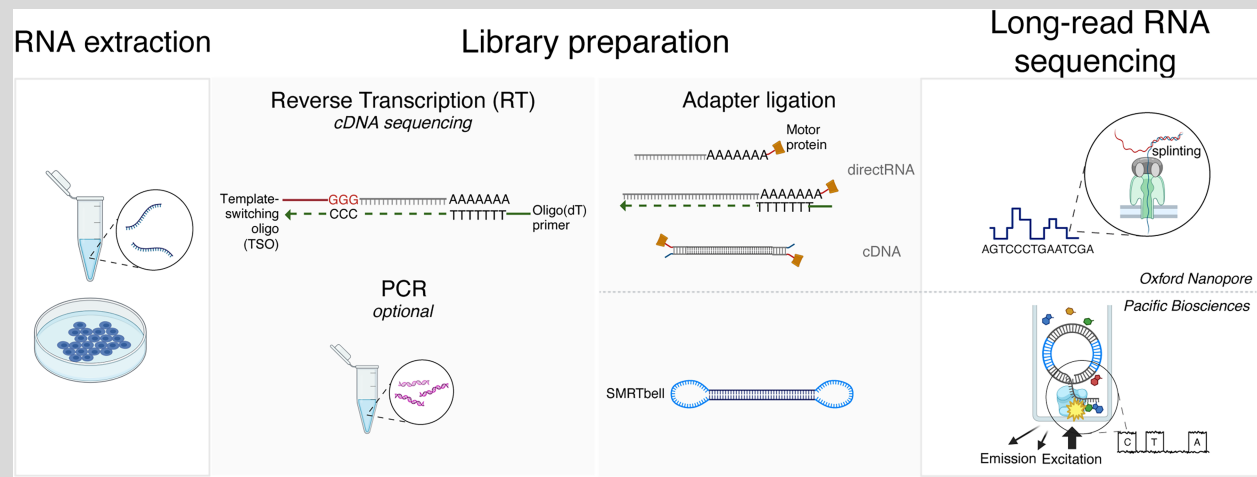 RNA extraction
Library preparation
Long-read RNA
sequencing
Reverse Transcription (RT)
cDNA sequencing
Template-
switching
oligo
(TSO)
GGG
AAAAAAA
CCC
TTTTTTT
Oligo(dT)
primer
PCR
optional
Adapter ligation
AAAAAAA
Motor
protein
directRNA
AAAAAAA
TTTTTTT
cDNA
SMRTbell
splinting
AGTCCCTGAATCGA
Oxford Nanopore
Pacific Biosciences
Emission
Excitation
C T A